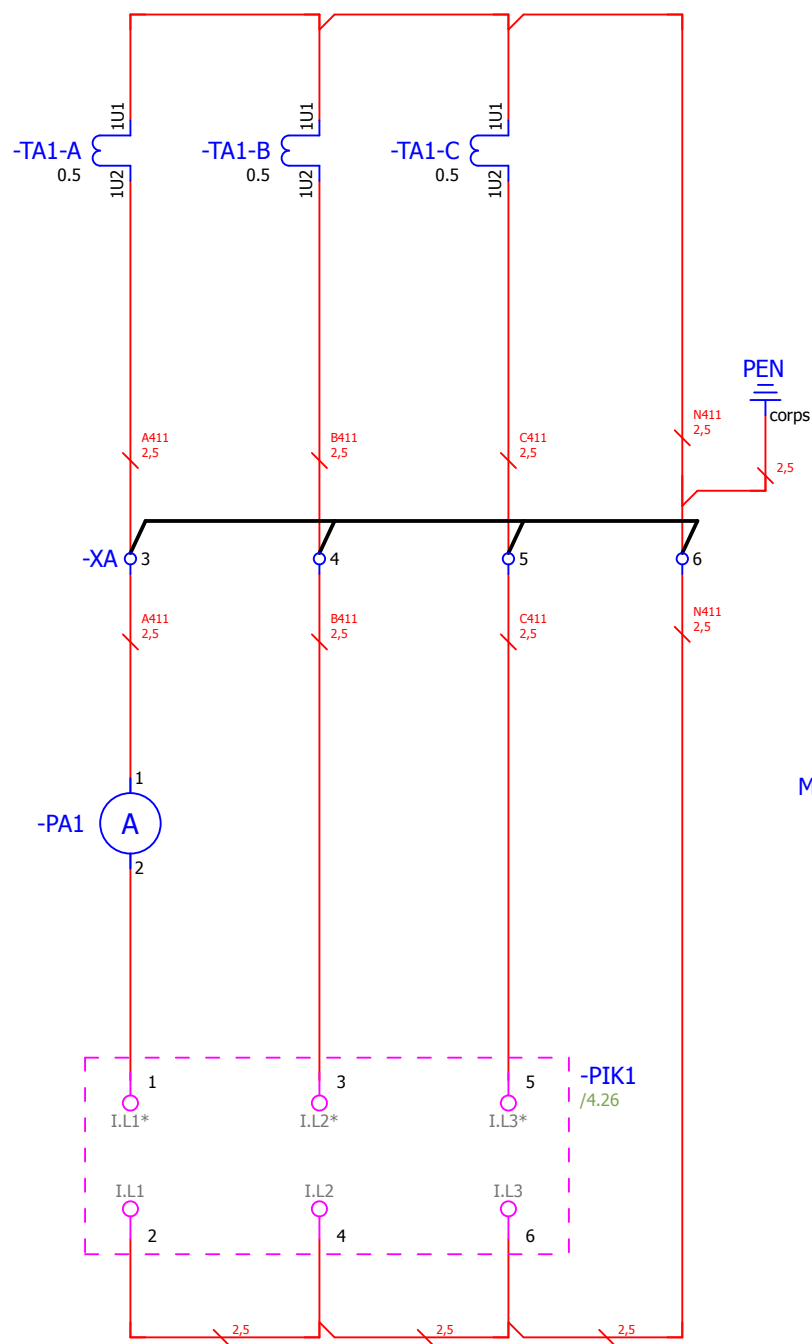 1U1
1U1
1U1
-TA1-A
-TA1-B
-TA1-C
0.5
0.5
0.5
1U2
1U2
1U2
PEN
corps
A411
2,5
B411
2,5
C411
2,5
N411
2,5
2,5
-XA
3
4
5
6
A411
2,5
B411
2,5
C411
2,5
N411
2,5
M
1
-PA1
A
2
1
3
5
-PIK1
/4.26
I.L1*
I.L2*
I.L3*
I.L1
I.L2
I.L3
2
4
6
2,5
2,5
2,5